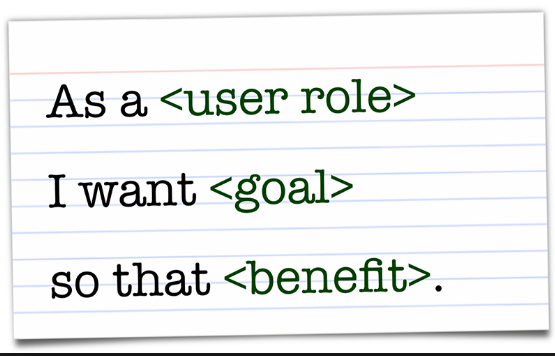 As a <user role>
I want <goal>
so that <benefit>.